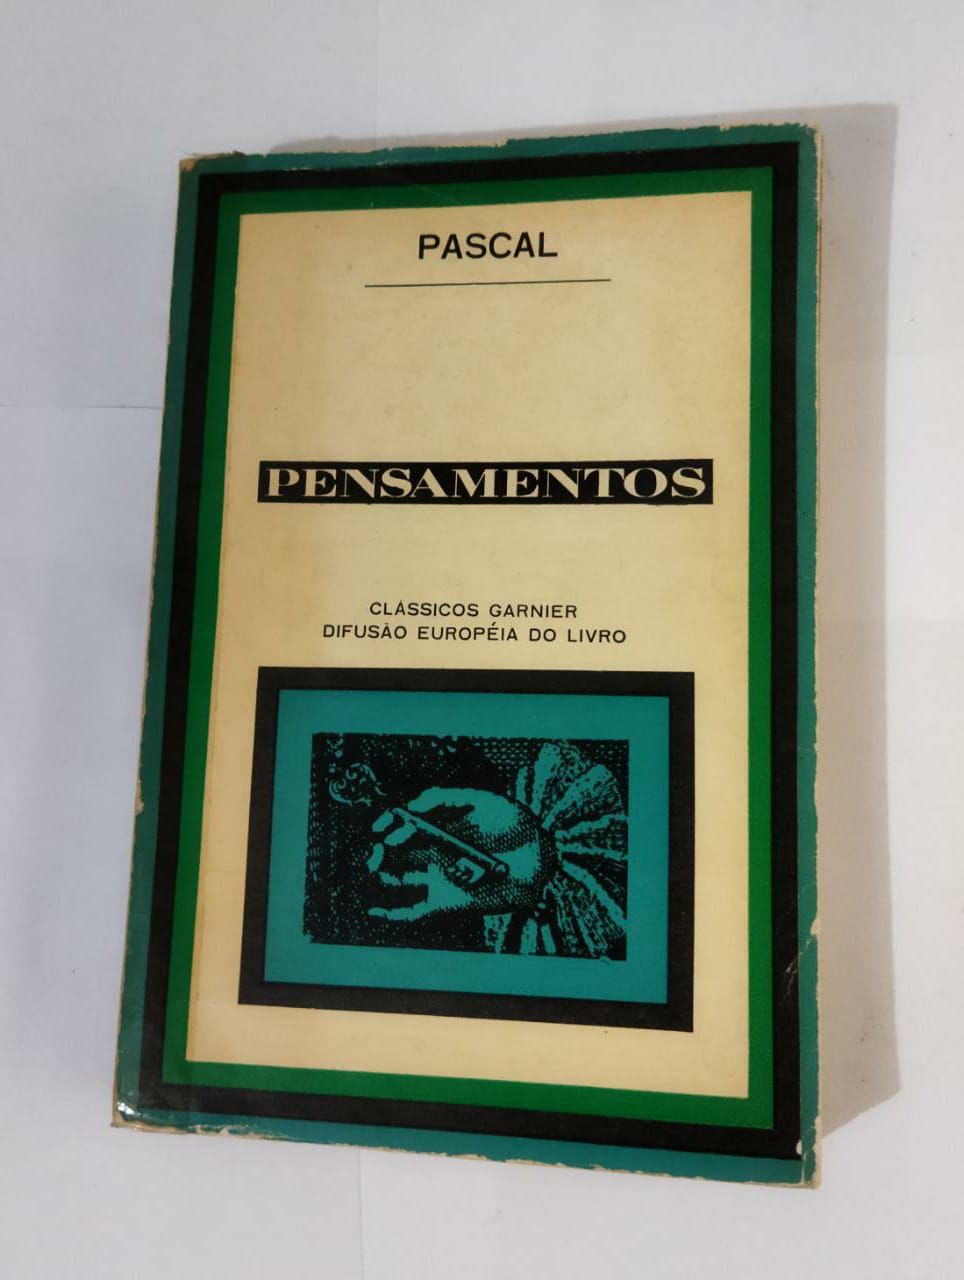 PASCAL
PENSAMENTOS
CLÁSSICOS GARNIER
DIFUSÃO EUROPÉIA DO LIVRO